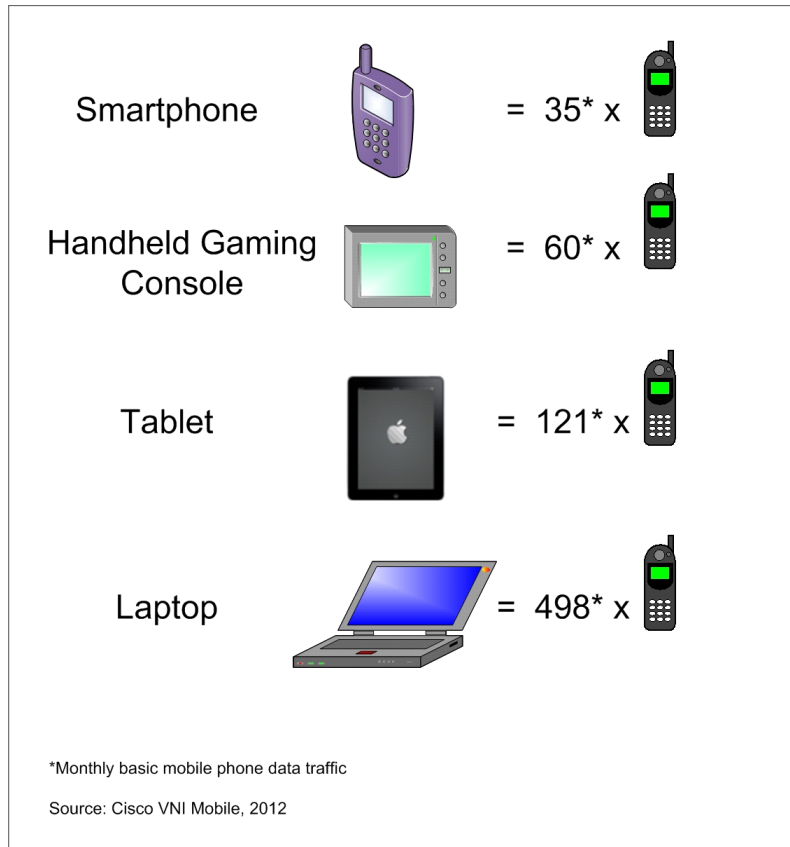 Smartphone = 35* x
Handheld Gaming = 60* x
Console
Tablet = 121* x
Laptop = 498* x
*Monthly basic mobile phone data traffic
Source: Cisco VNI Mobile, 2012